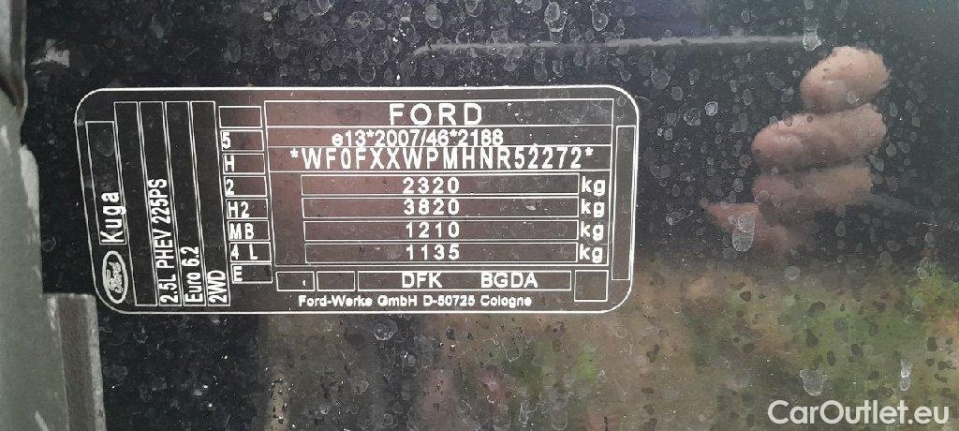 Ford
Kuga
2.5L PHEV 225PS
Euro 6.2
2WD
5
H
2
H2
MB
4 L
E
FORD
e13*2007/46*2188
*WF0FXXWPMHNR52272*
2320 kg
3820 kg
1210 kg
1135 kg
DFK BGDA
Ford-Werke GmbH D-50725 Cologne
CarOutlet.eu